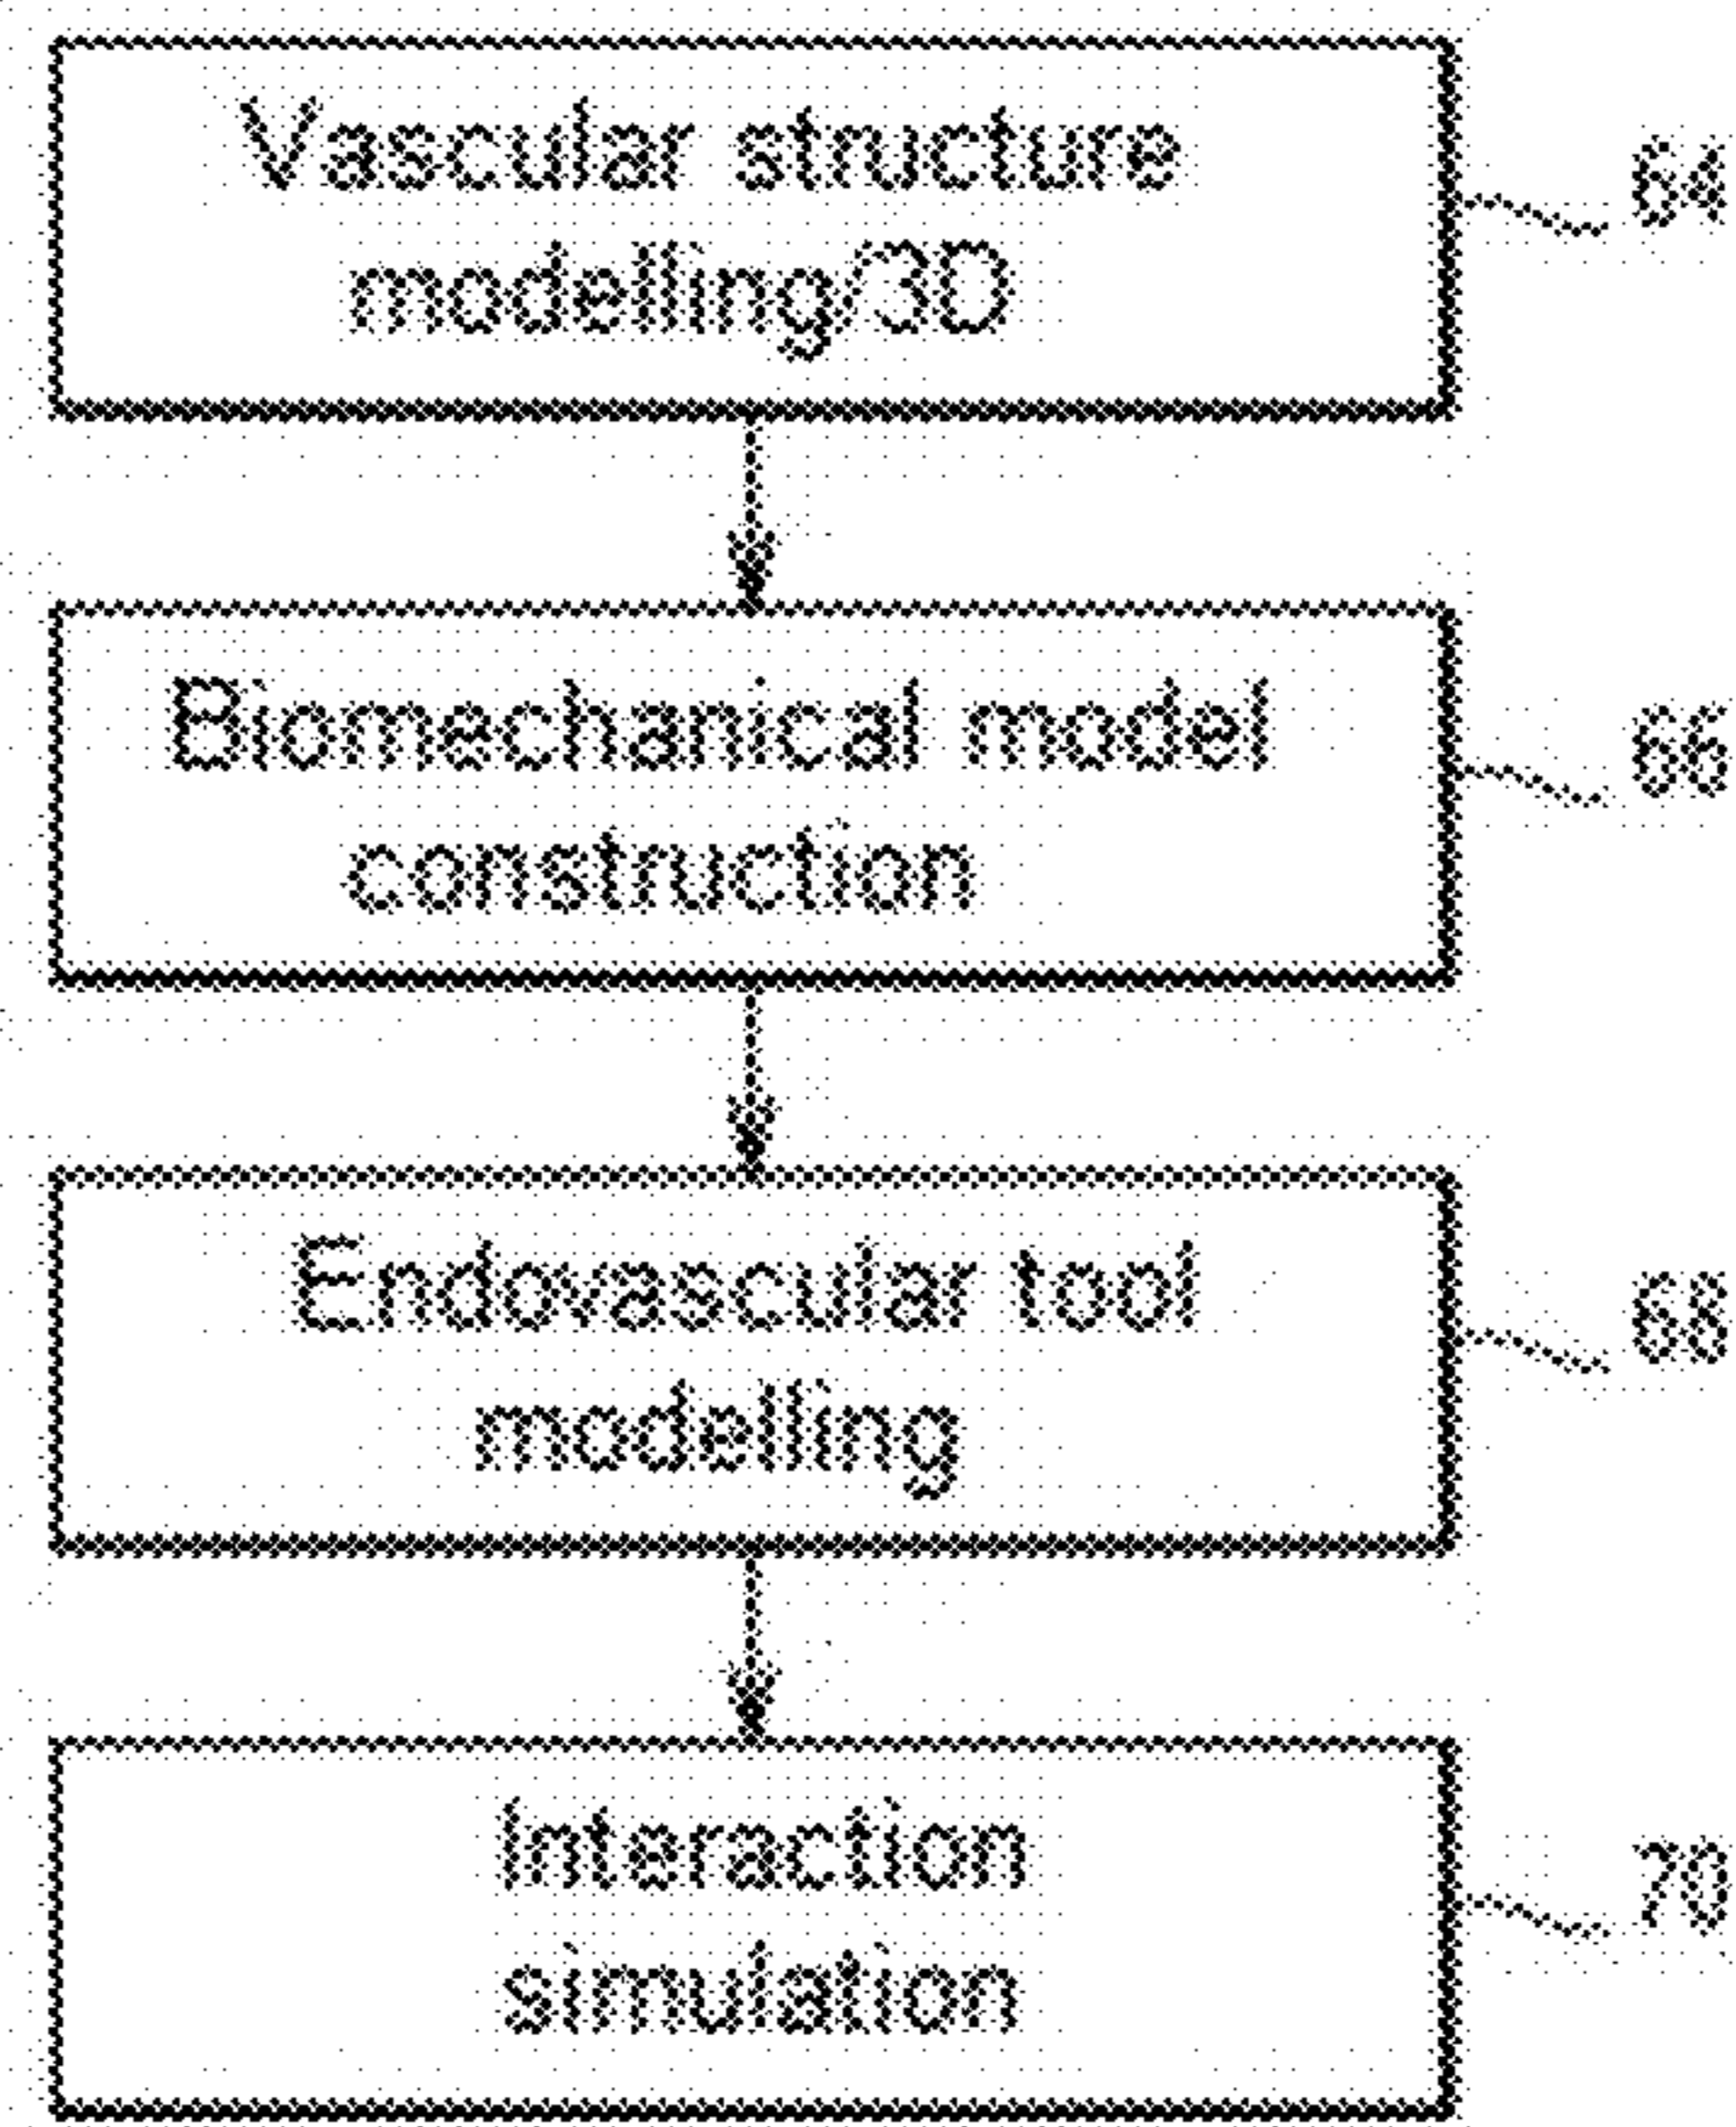 Vascular structure
modelling/3D
64
Biomechanical model
construction
66
Endovascular tool
modelling
68
Interaction
simulation
70